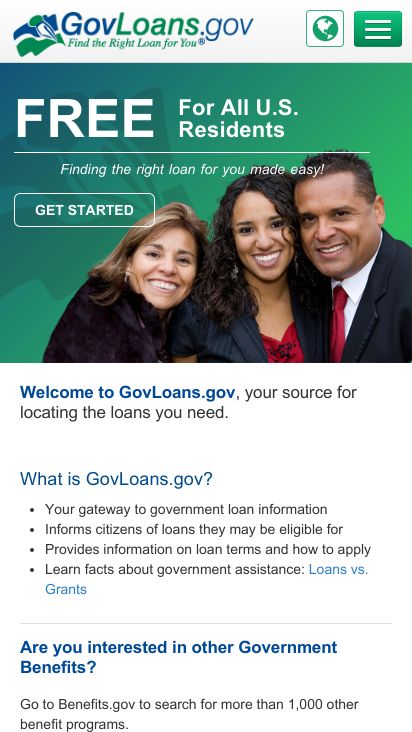 GovLoans.gov
Find the Right Loan for You®
FREE
For All U.S.
Residents
Finding the right loan for you made easy!
GET STARTED
Welcome to GovLoans.gov, your source for
locating the loans you need.
What is GovLoans.gov?
• Your gateway to government loan information
• Informs citizens of loans they may be eligible for
• Provides information on loan terms and how to apply
• Learn facts about government assistance: Loans vs.
Grants
Are you interested in other Government
Benefits?
Go to Benefits.gov to search for more than 1,000 other
benefit programs.